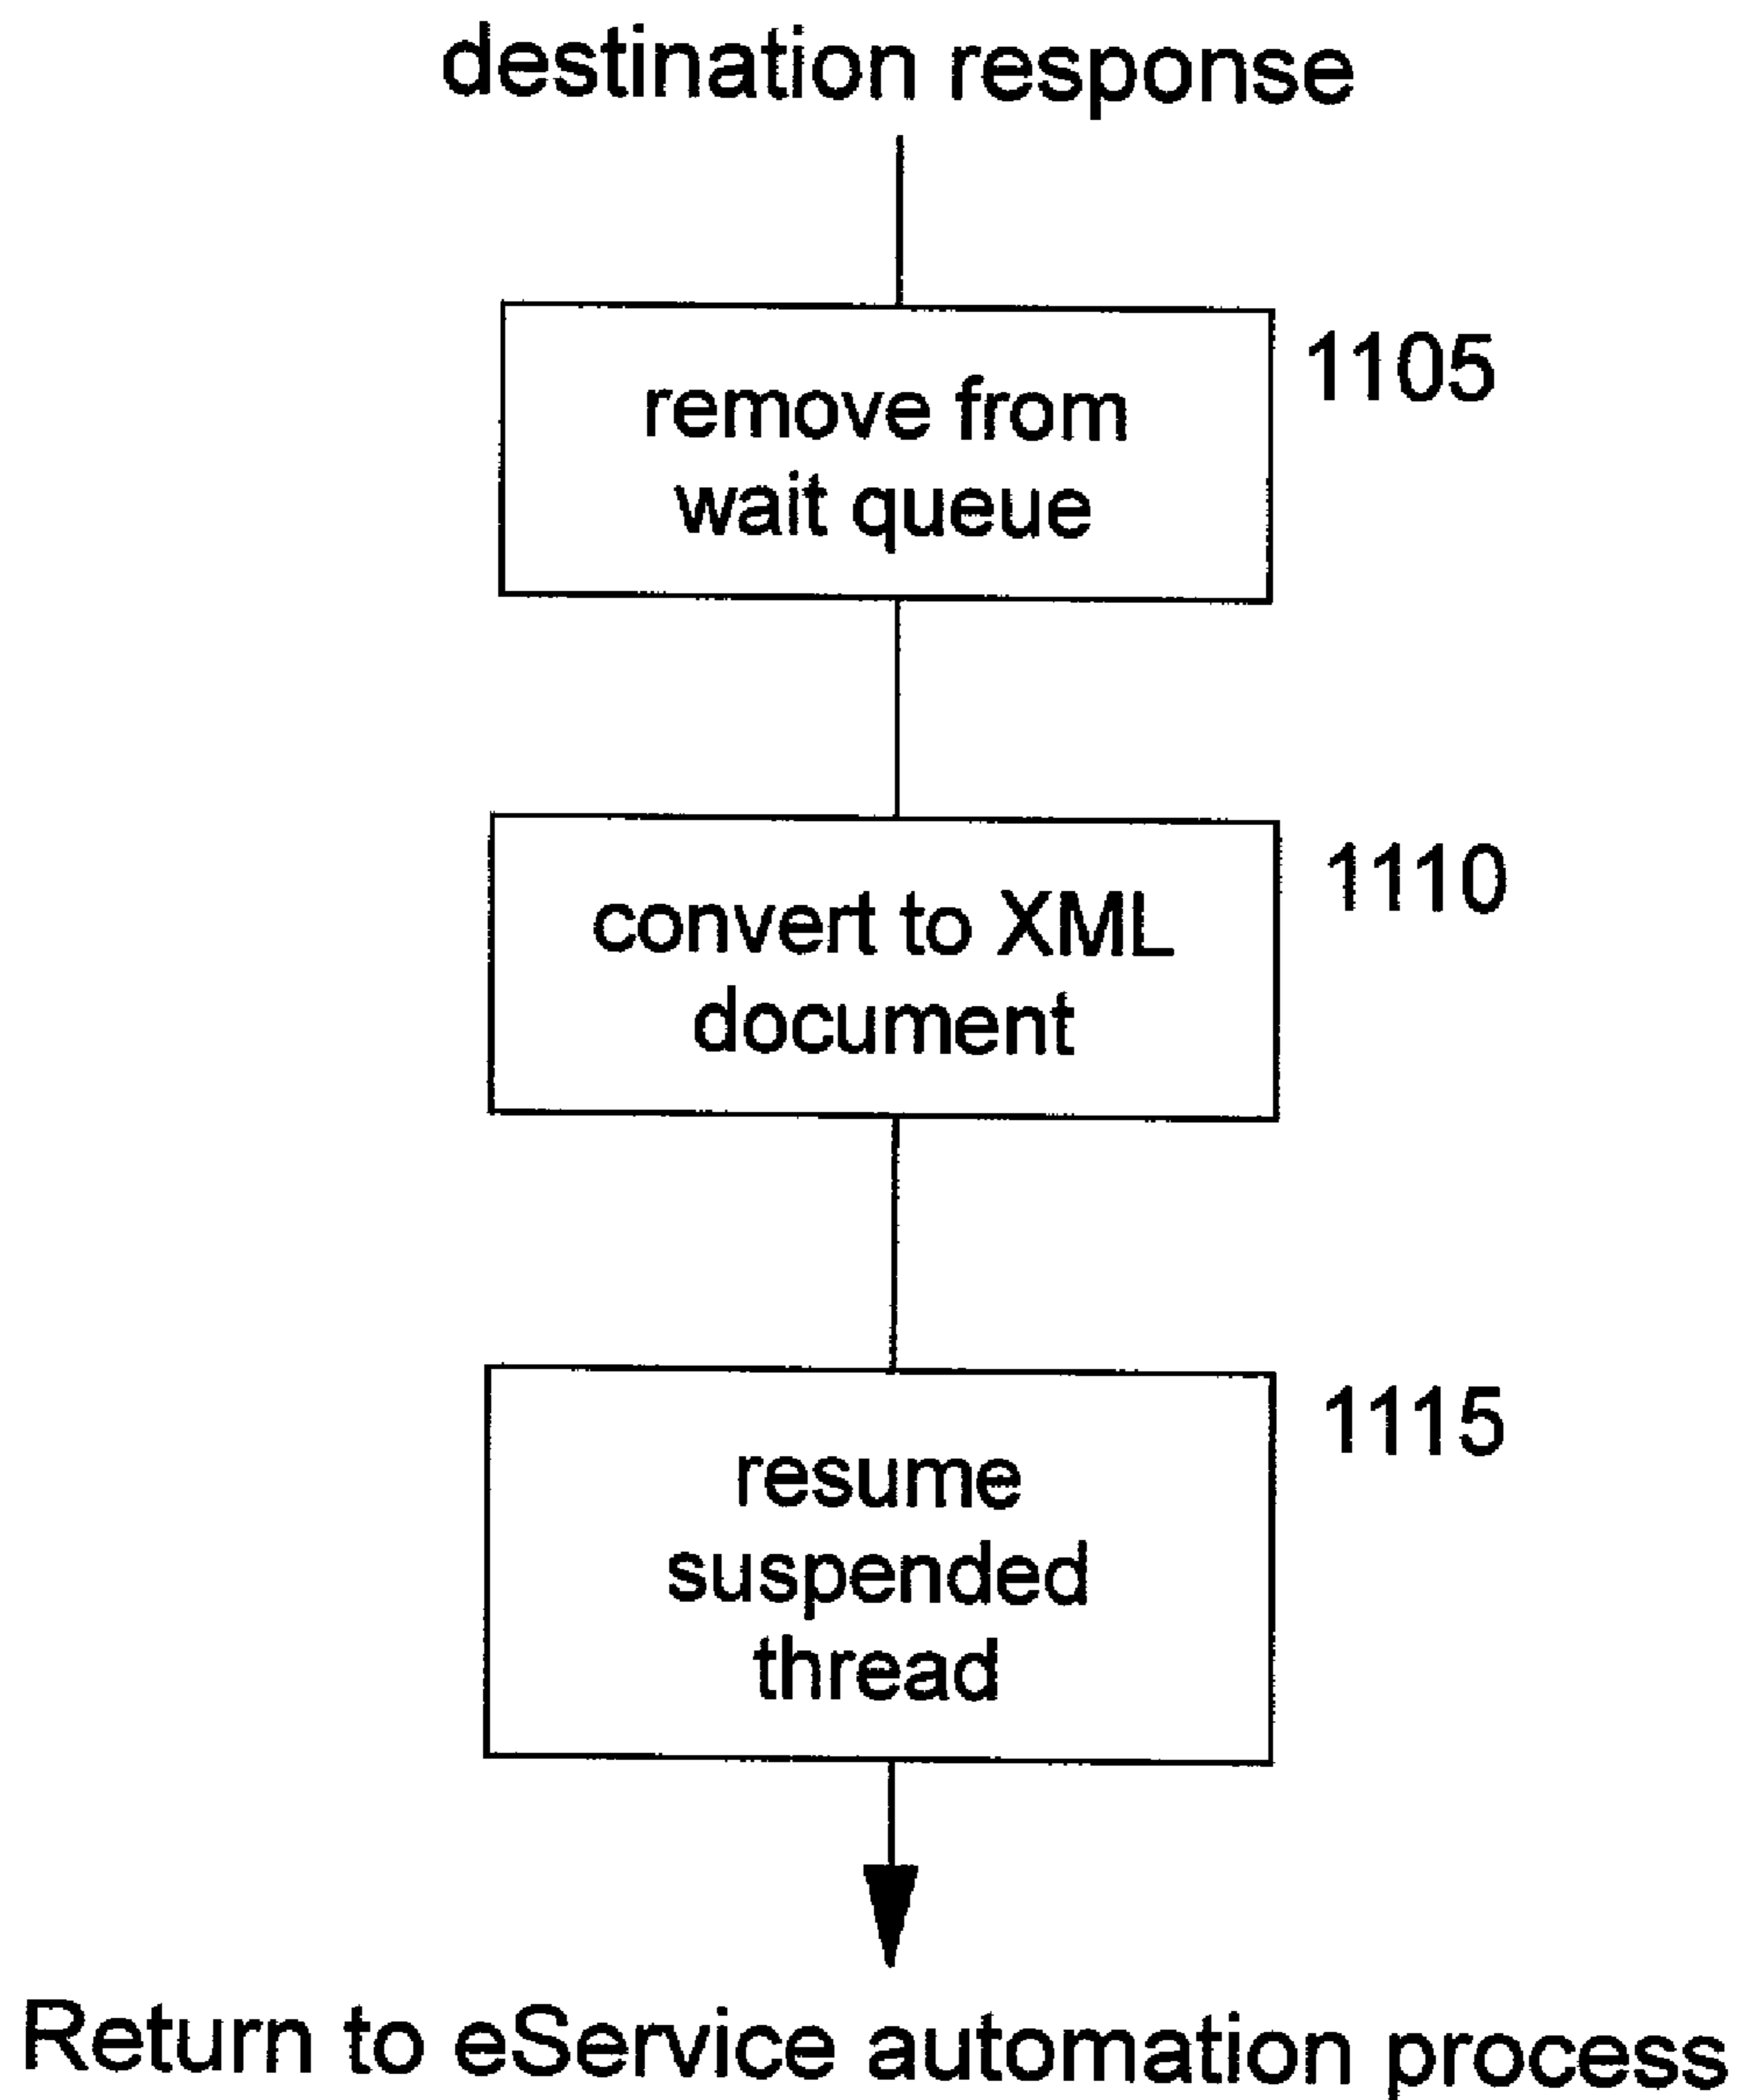 destination response
remove from
wait queue
1105
convert to XML
document
1110
resume
suspended
thread
1115
Return to eService automation process